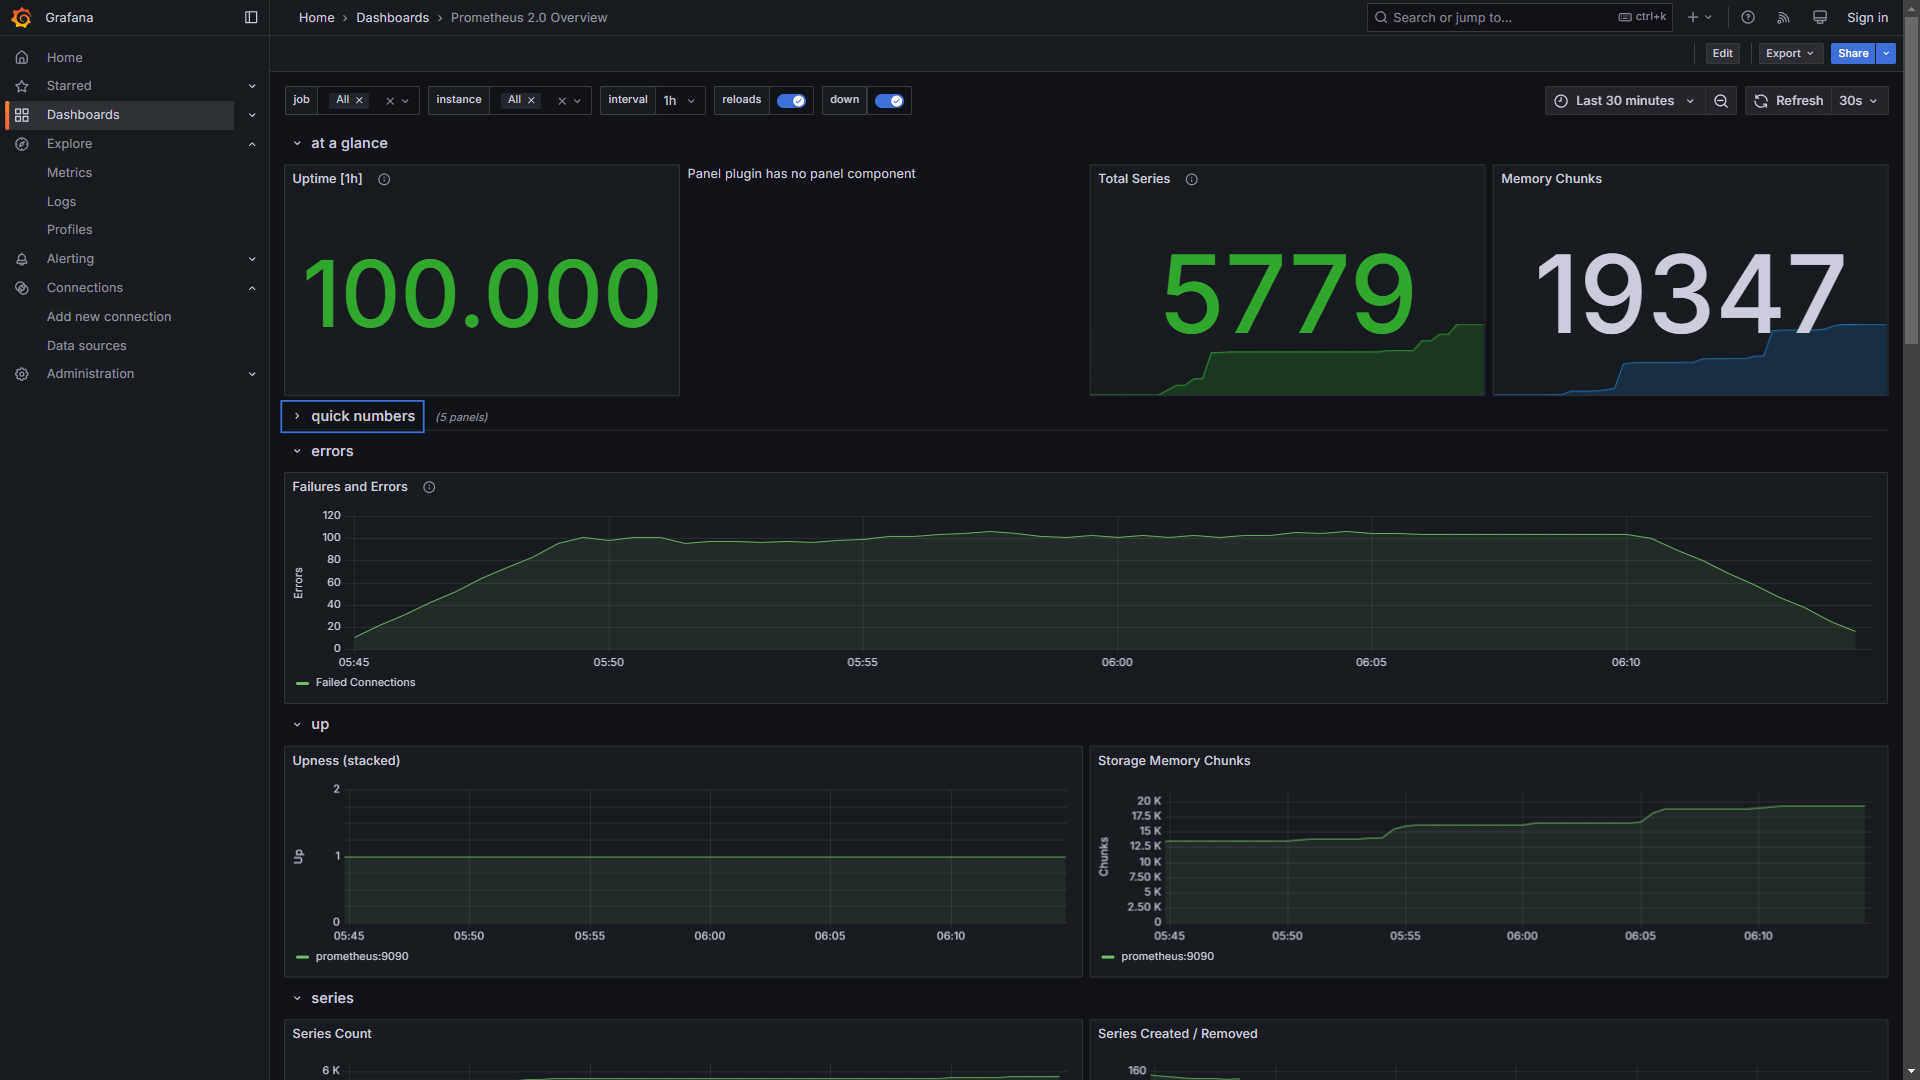 Grafana
Home › Dashboards › Prometheus 2.0 Overview
Search or jump to...
ctrl+k
Sign in
Edit
Export
Share
Home
Starred
Dashboards
Explore
Metrics
Logs
Profiles
Alerting
Connections
Add new connection
Data sources
Administration
job
All
instance
All
interval
1h
reloads
down
Last 30 minutes
Refresh
30s
at a glance
Uptime [1h]
100.000
Panel plugin has no panel component
Total Series
5779
Memory Chunks
19347
quick numbers
(5 panels)
errors
Failures and Errors
Errors
120
100
80
60
40
20
0
05:45
05:50
05:55
06:00
06:05
06:10
Failed Connections
up
Upness (stacked)
Up
2
1
0
05:45
05:50
05:55
06:00
06:05
06:10
prometheus:9090
Storage Memory Chunks
Chunks
20 K
17.5 K
15 K
12.5 K
10 K
7.50 K
5 K
2.50 K
0
05:45
05:50
05:55
06:00
06:05
06:10
prometheus:9090
series
Series Count
6 K
Series Created / Removed
160